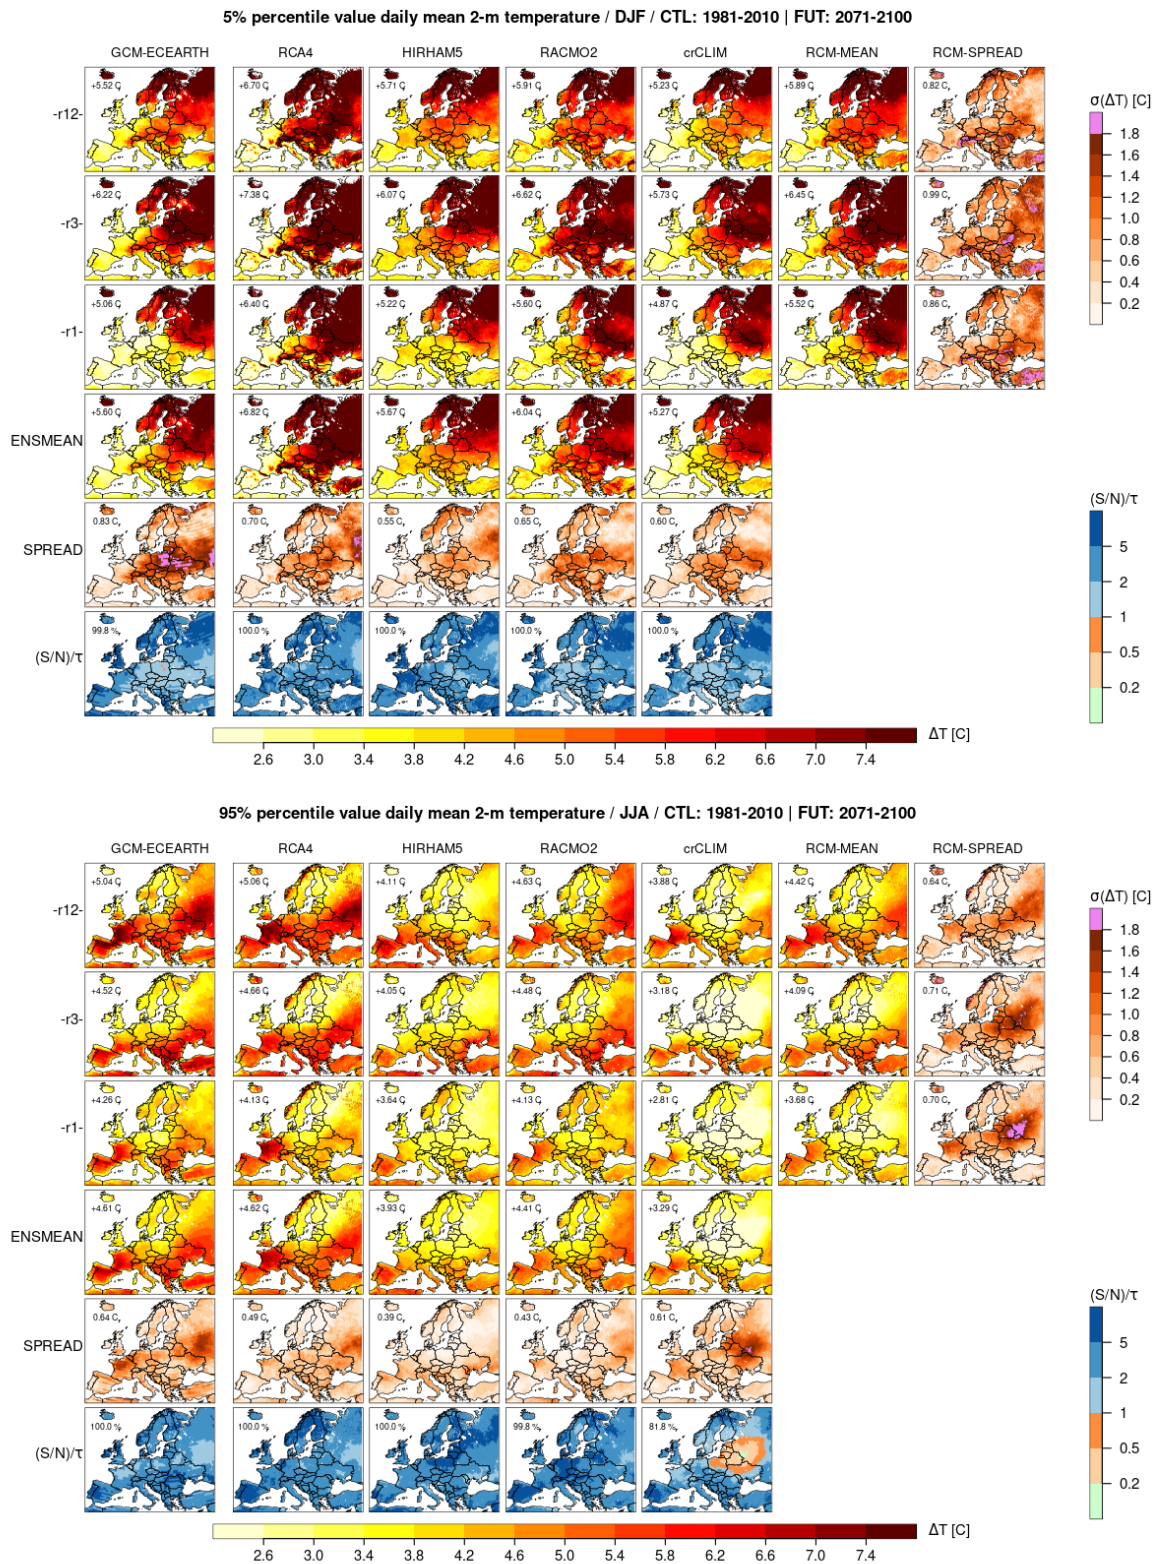 5% percentile value daily mean 2-m temperature / DJF / CTL: 1981-2010 | FUT: 2071-2100
GCM-ECEARTH RCA4 HIRHAM5 RACMO2 crCLIM RCM-MEAN RCM-SPREAD
-r12- +5.52 C +6.70 C +5.71 C +5.91 C +5.23 C +5.89 C 0.82 C
-r3- +6.22 C +7.38 C +6.07 C +6.62 C +5.73 C +6.45 C 0.99 C
-r1- +5.06 C +6.40 C +5.22 C +5.60 C +4.87 C +5.52 C 0.86 C
ENSMEAN +5.60 C +6.82 C +5.67 C +6.04 C +5.27 C
SPREAD 0.83 C 0.70 C 0.55 C 0.65 C 0.60 C
(S/N)/τ 99.8 % 100.0 % 100.0 % 100.0 % 100.0 %
σ(ΔT) [C]
1.8
1.6
1.4
1.2
1.0
0.8
0.6
0.4
0.2
(S/N)/τ
5
2
1
0.5
0.2
2.6 3.0 3.4 3.8 4.2 4.6 5.0 5.4 5.8 6.2 6.6 7.0 7.4 ΔT [C]
95% percentile value daily mean 2-m temperature / JJA / CTL: 1981-2010 | FUT: 2071-2100
GCM-ECEARTH RCA4 HIRHAM5 RACMO2 crCLIM RCM-MEAN RCM-SPREAD
-r12- +5.04 C +5.06 C +4.11 C +4.63 C +3.88 C +4.42 C 0.64 C
-r3- +4.52 C +4.66 C +4.05 C +4.48 C +3.18 C +4.09 C 0.71 C
-r1- +4.26 C +4.13 C +3.64 C +4.13 C +2.81 C +3.68 C 0.70 C
ENSMEAN +4.61 C +4.62 C +3.93 C +4.41 C +3.29 C
SPREAD 0.64 C 0.49 C 0.39 C 0.43 C 0.61 C
(S/N)/τ 100.0 % 100.0 % 100.0 % 99.8 % 81.8 %
σ(ΔT) [C]
1.8
1.6
1.4
1.2
1.0
0.8
0.6
0.4
0.2
(S/N)/τ
5
2
1
0.5
0.2
2.6 3.0 3.4 3.8 4.2 4.6 5.0 5.4 5.8 6.2 6.6 7.0 7.4 ΔT [C]